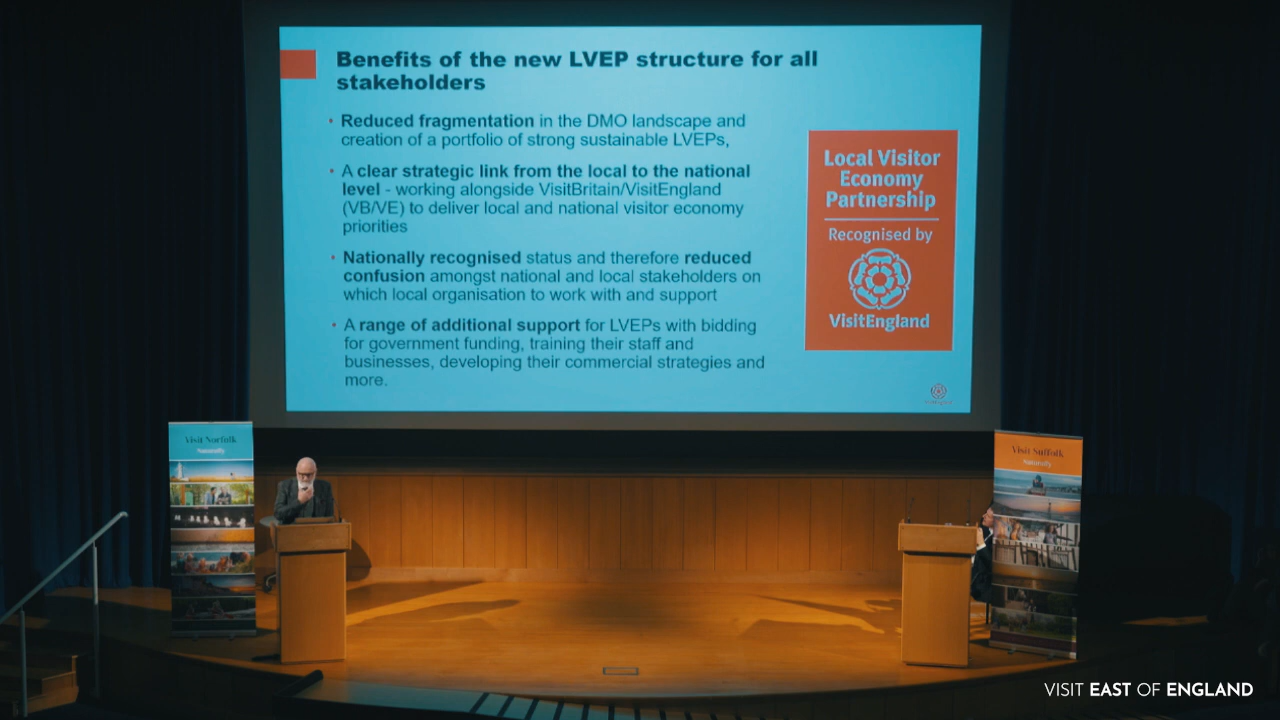 Benefits of the new LVEP structure for all
stakeholders
• Reduced fragmentation in the DMO landscape and
creation of a portfolio of strong sustainable LVEPs,
• A clear strategic link from the local to the national
level - working alongside VisitBritain/VisitEngland
(VB/VE) to deliver local and national visitor economy
priorities
• Nationally recognised status and therefore reduced
confusion amongst national and local stakeholders on
which local organisation to work with and support
• A range of additional support for LVEPs with bidding
for government funding, training their staff and
businesses, developing their commercial strategies and
more.
Local Visitor
Economy
Partnership
Recognised by
VisitEngland
Visit Norfolk
Naturally
Visit Suffolk
Naturally
VISIT EAST OF ENGLAND